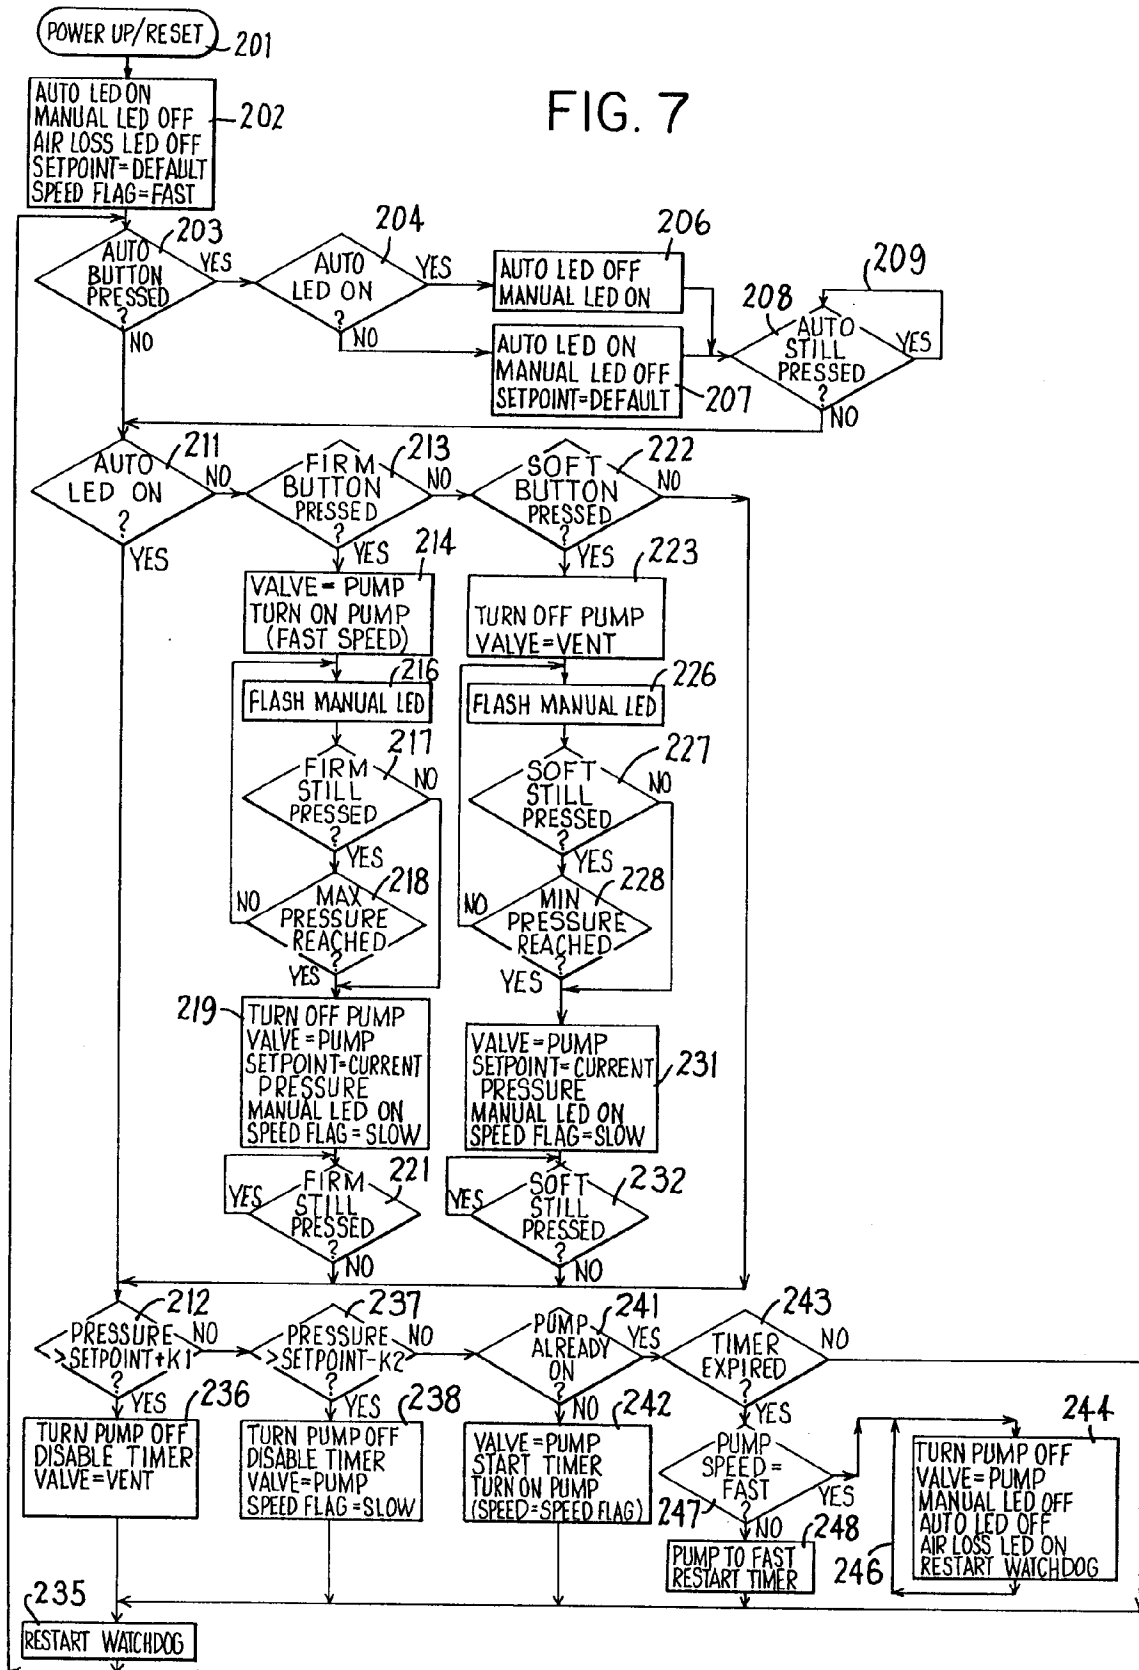 POWER UP/RESET
201
AUTO LED ON
MANUAL LED OFF
AIR LOSS LED OFF
SETPOINT=DEFAULT
SPEED FLAG=FAST
202
FIG. 7
203
AUTO
BUTTON
PRESSED
?
YES
NO
204
AUTO
LED ON
?
YES
NO
206
AUTO LED OFF
MANUAL LED ON
AUTO LED ON
MANUAL LED OFF
SETPOINT=DEFAULT
207
208
209
AUTO
STILL
PRESSED
?
YES
NO
211
AUTO
LED ON
?
NO
YES
213
FIRM
BUTTON
PRESSED
?
NO
YES
222
SOFT
BUTTON
PRESSED
?
NO
YES
214
VALVE=PUMP
TURN ON PUMP
(FAST SPEED)
223
TURN OFF PUMP
VALVE=VENT
216
FLASH MANUAL LED
226
FLASH MANUAL LED
217
FIRM
STILL
PRESSED
?
NO
YES
227
SOFT
STILL
PRESSED
?
NO
YES
218
MAX
PRESSURE
REACHED
?
NO
YES
228
MIN
PRESSURE
REACHED
?
NO
YES
219
TURN OFF PUMP
VALVE=PUMP
SETPOINT=CURRENT
PRESSURE
MANUAL LED ON
SPEED FLAG=SLOW
VALVE=PUMP
SETPOINT=CURRENT
PRESSURE
MANUAL LED ON
SPEED FLAG=SLOW
231
221
FIRM
STILL
PRESSED
?
YES
NO
232
SOFT
STILL
PRESSED
?
YES
NO
212
PRESSURE
>SETPOINT+K1
?
NO
YES
237
PRESSURE
>SETPOINT-K2
?
NO
YES
241
PUMP
ALREADY
ON
?
YES
NO
243
TIMER
EXPIRED
?
NO
YES
236
TURN PUMP OFF
DISABLE TIMER
VALVE=VENT
238
TURN PUMP OFF
DISABLE TIMER
VALVE=PUMP
SPEED FLAG=SLOW
242
VALVE=PUMP
START TIMER
TURN ON PUMP
(SPEED=SPEED FLAG)
PUMP
SPEED=
FAST
?
247
YES
NO
248
PUMP TO FAST
RESTART TIMER
244
TURN PUMP OFF
VALVE=PUMP
MANUAL LED OFF
AUTO LED OFF
AIR LOSS LED ON
RESTART WATCHDOG
246
235
RESTART WATCHDOG